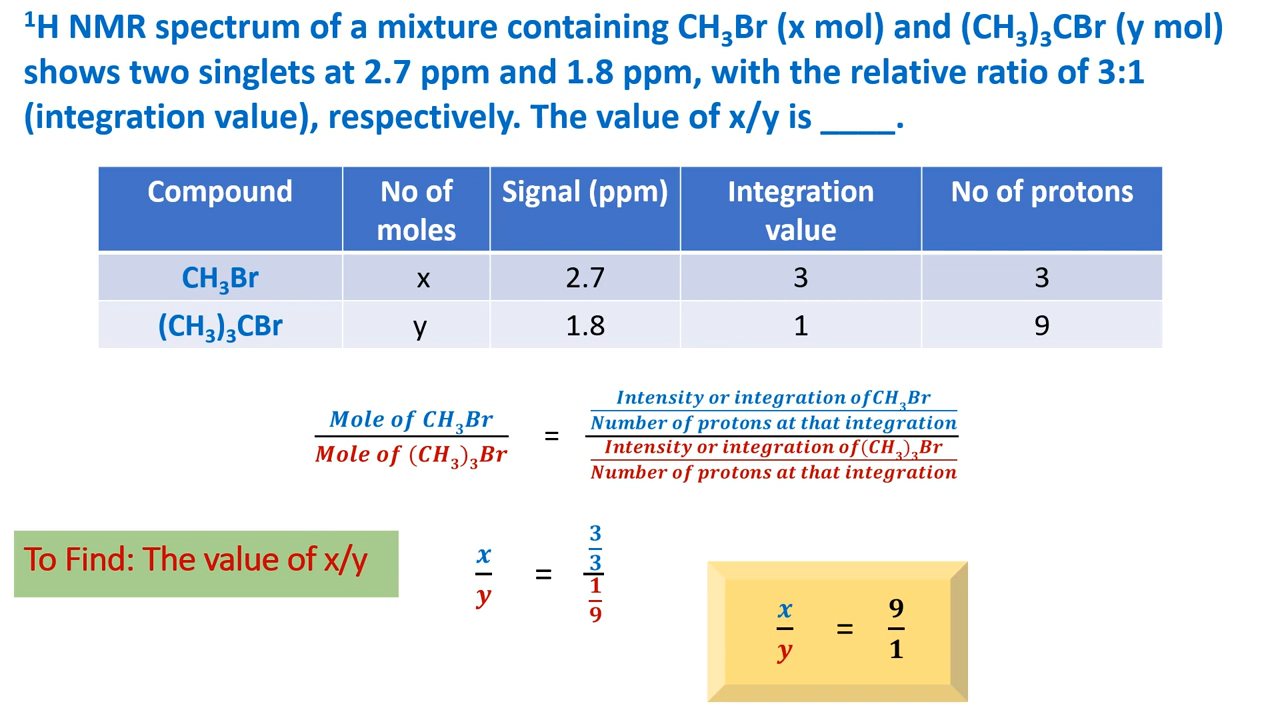 ¹H NMR spectrum of a mixture containing CH₃Br (x mol) and (CH₃)₃CBr (y mol)
shows two singlets at 2.7 ppm and 1.8 ppm, with the relative ratio of 3:1
(integration value), respectively. The value of x/y is ____.
Compound No of moles Signal (ppm) Integration value No of protons
CH₃Br x 2.7 3 3
(CH₃)₃CBr y 1.8 1 9
Mole of CH₃Br
Mole of (CH₃)₃Br
=
Intensity or integration ofCH₃Br
Number of protons at that integration
Intensity or integration of(CH₃)₃Br
Number of protons at that integration
To Find: The value of x/y
x
y
=
3
3
1
9
x
y
=
9
1